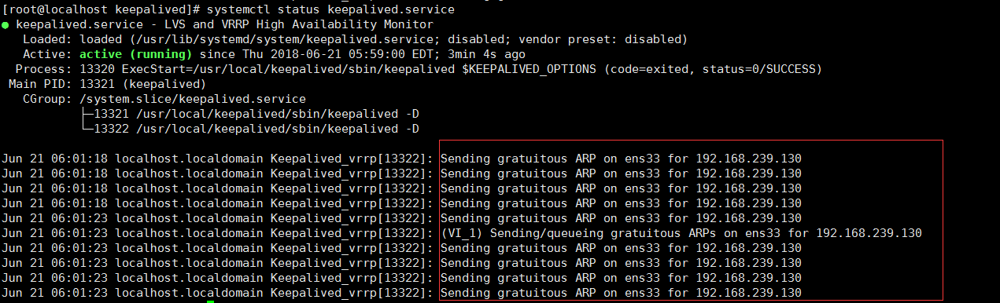 [root@localhost keepalived]# systemctl status keepalived.service
● keepalived.service - LVS and VRRP High Availability Monitor
   Loaded: loaded (/usr/lib/systemd/system/keepalived.service; disabled; vendor preset: disabled)
   Active: active (running) since Thu 2018-06-21 05:59:00 EDT; 3min 4s ago
  Process: 13320 ExecStart=/usr/local/keepalived/sbin/keepalived $KEEPALIVED_OPTIONS (code=exited, status=0/SUCCESS)
 Main PID: 13321 (keepalived)
   CGroup: /system.slice/keepalived.service
           ├─13321 /usr/local/keepalived/sbin/keepalived -D
           └─13322 /usr/local/keepalived/sbin/keepalived -D
Jun 21 06:01:18 localhost.localdomain Keepalived_vrrp[13322]: Sending gratuitous ARP on ens33 for 192.168.239.130
Jun 21 06:01:18 localhost.localdomain Keepalived_vrrp[13322]: Sending gratuitous ARP on ens33 for 192.168.239.130
Jun 21 06:01:18 localhost.localdomain Keepalived_vrrp[13322]: Sending gratuitous ARP on ens33 for 192.168.239.130
Jun 21 06:01:18 localhost.localdomain Keepalived_vrrp[13322]: Sending gratuitous ARP on ens33 for 192.168.239.130
Jun 21 06:01:23 localhost.localdomain Keepalived_vrrp[13322]: Sending gratuitous ARP on ens33 for 192.168.239.130
Jun 21 06:01:23 localhost.localdomain Keepalived_vrrp[13322]: (VI_1) Sending/queueing gratuitous ARPs on ens33 for 192.168.239.130
Jun 21 06:01:23 localhost.localdomain Keepalived_vrrp[13322]: Sending gratuitous ARP on ens33 for 192.168.239.130
Jun 21 06:01:23 localhost.localdomain Keepalived_vrrp[13322]: Sending gratuitous ARP on ens33 for 192.168.239.130
Jun 21 06:01:23 localhost.localdomain Keepalived_vrrp[13322]: Sending gratuitous ARP on ens33 for 192.168.239.130
Jun 21 06:01:23 localhost.localdomain Keepalived_vrrp[13322]: Sending gratuitous ARP on ens33 for 192.168.239.130